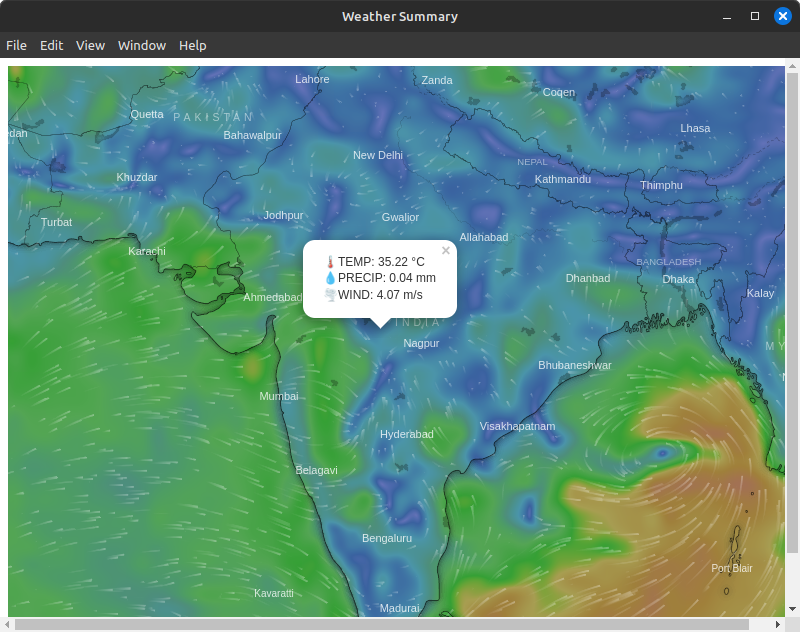 Weather Summary
File Edit View Window Help
Lahore
Zanda
Coqen
Quetta
PAKISTAN
Lhasa
edan
Bahawalpur
New Delhi
NEPAL
Khuzdar
Kathmandu
Thimphu
Jodhpur
Gwalior
Turbat
Allahabad
Karachi
TEMP: 35.22 °C
PRECIP: 0.04 mm
WIND: 4.07 m/s
BANGLADESH
Dhanbad
Dhaka
Ahmedabad
Kalay
INDIA
Nagpur
MY
Bhubaneshwar
Mumbai
Visakhapatnam
Hyderabad
Belagavi
Bengaluru
Port Blair
Kavaratti
Madurai